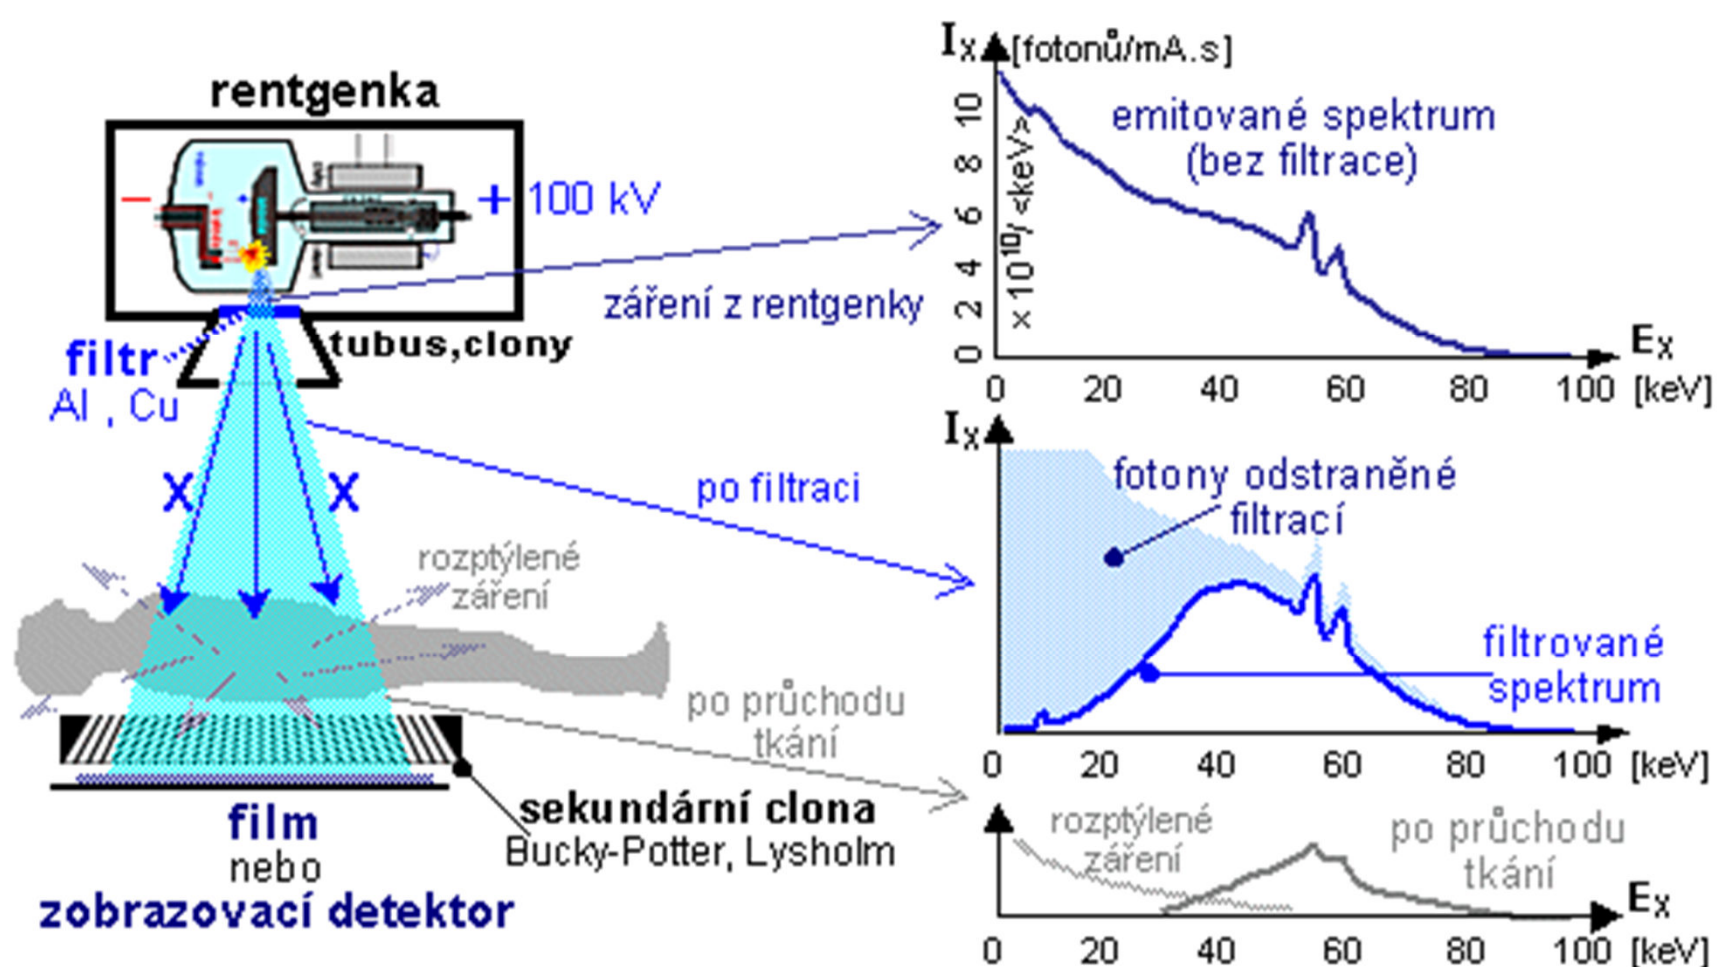 rentgenka
− + 100 kV
záření z rentgenky
filtr
Al , Cu
tubus,clony
po filtraci
X X
rozptýlené
záření
po průchodu
tkání
sekundární clona
Bucky-Potter, Lysholm
film
nebo
zobrazovací detektor
Ix [fotonů/mA.s]
emitované spektrum
(bez filtrace)
× 10¹⁰/ <keV>
10
8
6
4
2
0
Ex
0 20 40 60 80 100 [keV]
Ix
fotony odstraněné
filtrací
filtrované
spektrum
0 20 40 60 80 100 [keV]
rozptýlené
záření
po průchodu
tkání
Ex
0 20 40 60 80 100 [keV]